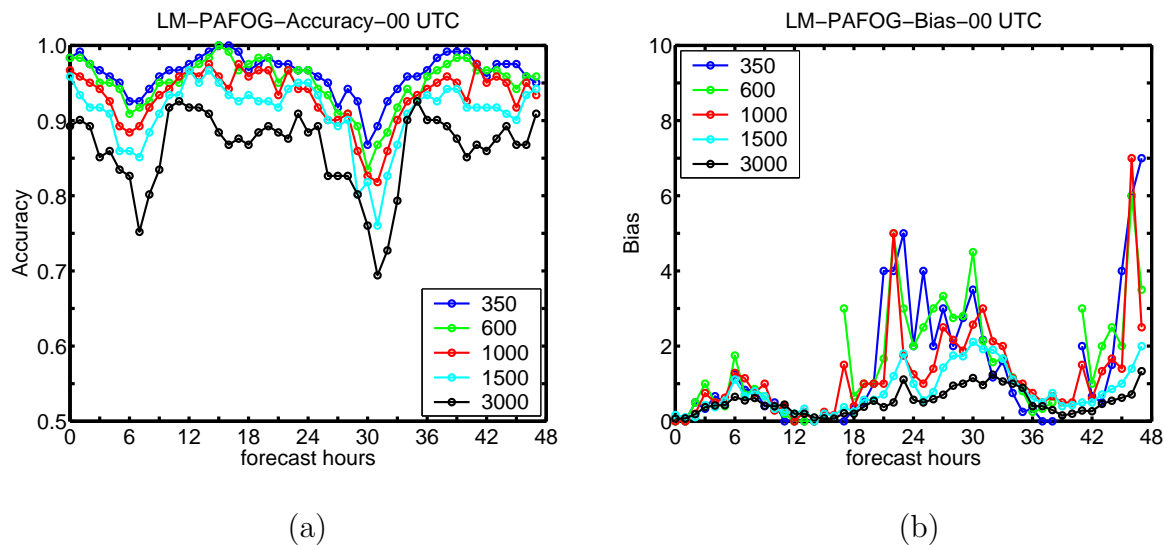 LM–PAFOG–Accuracy–00 UTC
1.0
0.9
0.8
0.7
0.6
0.5
Accuracy
350
600
1000
1500
3000
0 6 12 18 24 30 36 42 48
forecast hours
(a)
LM–PAFOG–Bias–00 UTC
10
8
6
4
2
0
Bias
350
600
1000
1500
3000
0 6 12 18 24 30 36 42 48
forecast hours
(b)